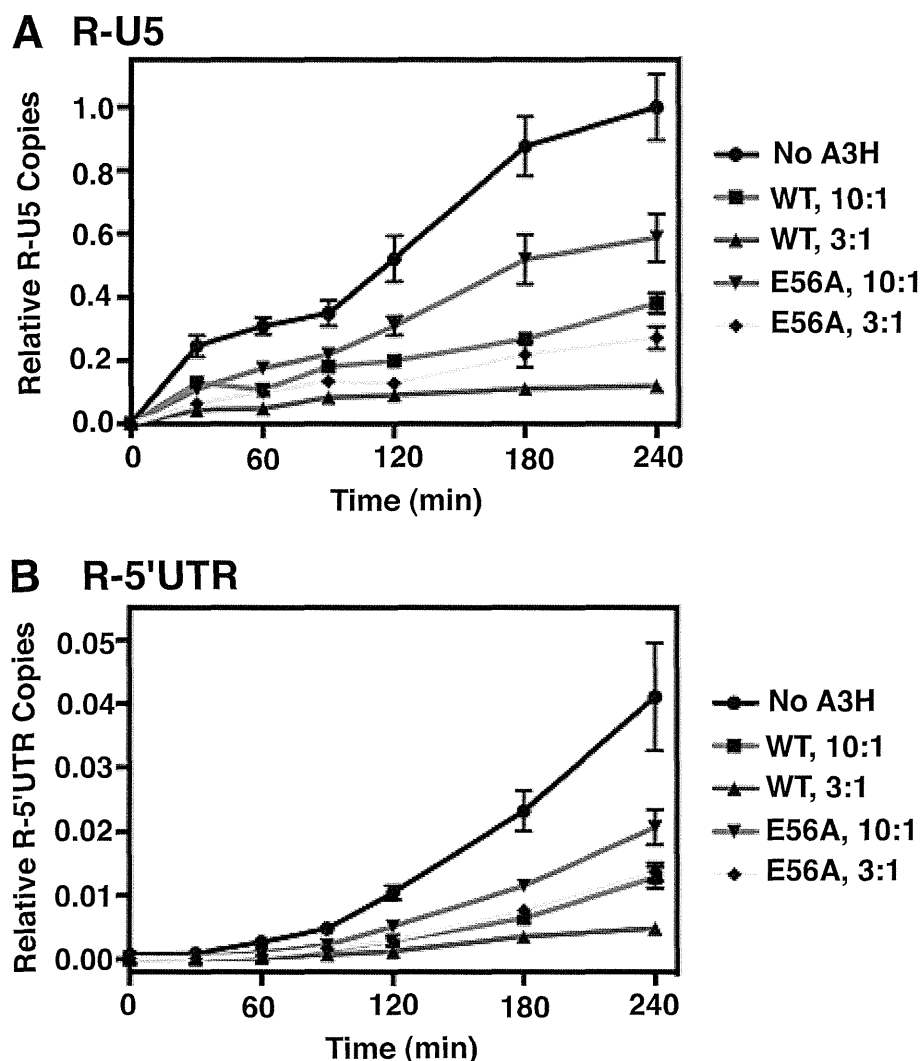 A R-U5
Relative R-U5 Copies
1.0
0.8
0.6
0.4
0.2
0.0
0 60 120 180 240
Time (min)
No A3H
WT, 10:1
WT, 3:1
E56A, 10:1
E56A, 3:1
B R-5'UTR
Relative R-5'UTR Copies
0.05
0.04
0.03
0.02
0.01
0.00
0 60 120 180 240
Time (min)
No A3H
WT, 10:1
WT, 3:1
E56A, 10:1
E56A, 3:1